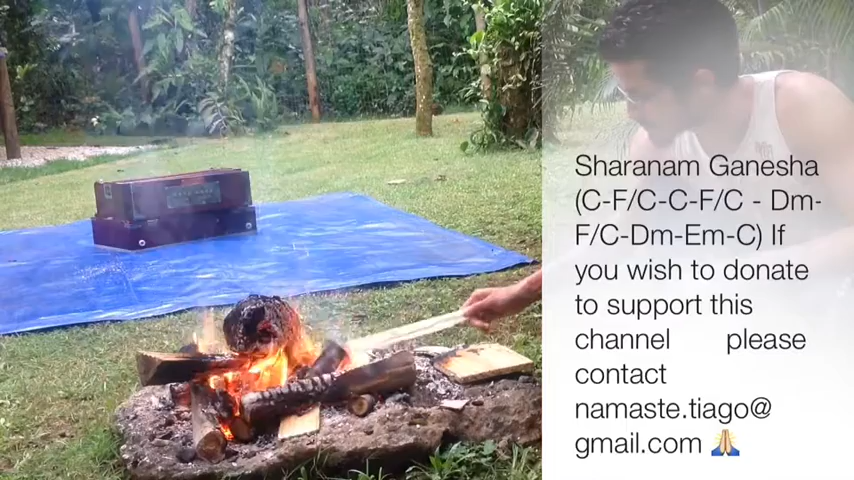 Sharanam Ganesha
(C-F/C-C-F/C - Dm-
F/C-Dm-Em-C) If
you wish to donate
to support this
channel please
contact
namaste.tiago@
gmail.com 🙏